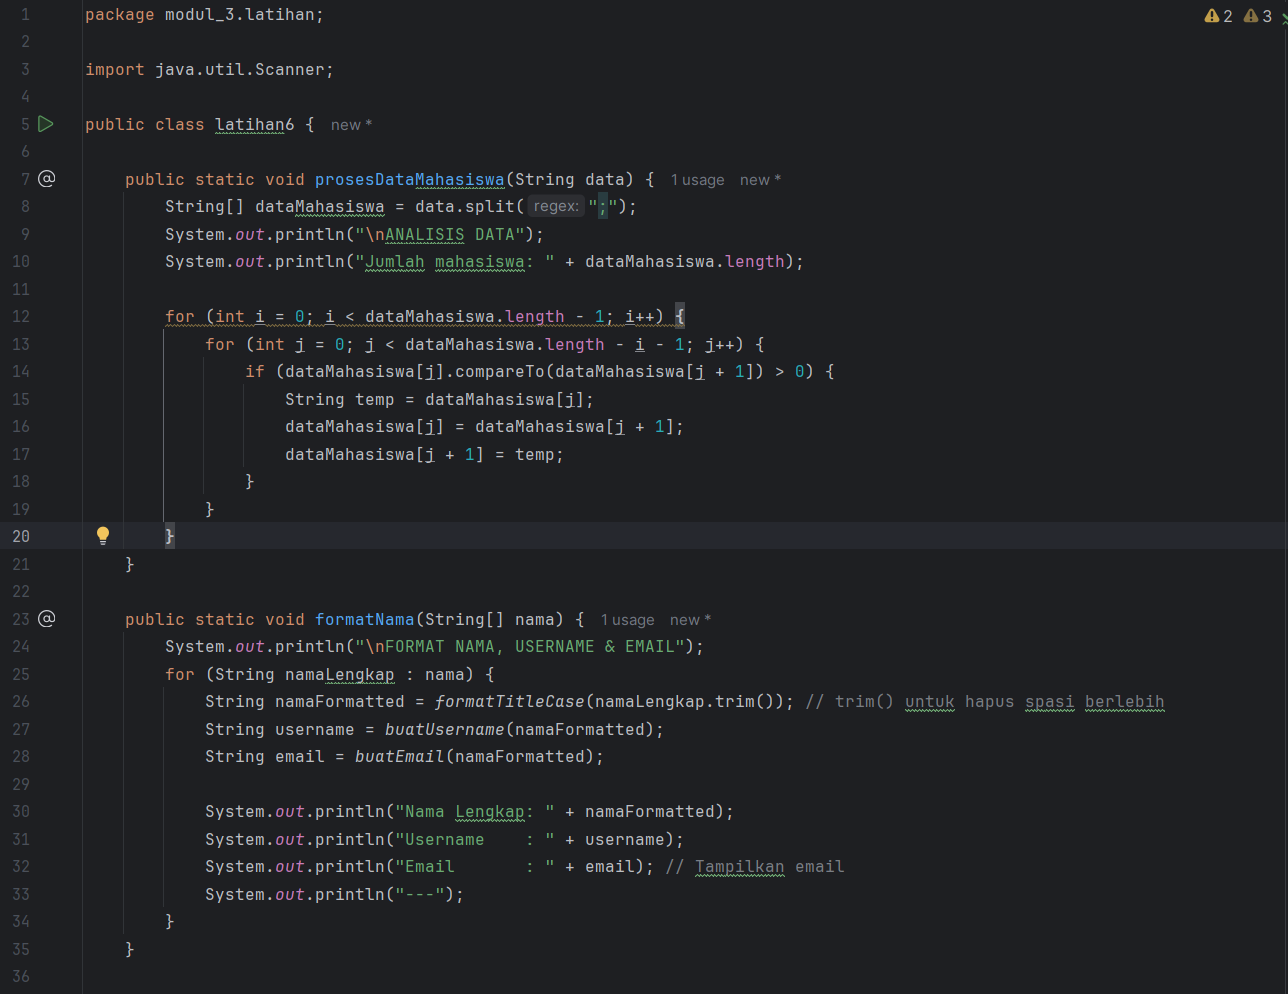 1 package modul_3.latihan; 2 3
2
3 import java.util.Scanner;
4
5 public class latihan6 { new *
6
7 @ public static void prosesDataMahasiswa(String data) { 1 usage new *
8 String[] dataMahasiswa = data.split( regex: ";");
9 System.out.println("\nANALISIS DATA");
10 System.out.println("Jumlah mahasiswa: " + dataMahasiswa.length);
11
12 for (int i = 0; i < dataMahasiswa.length - 1; i++) {
13 for (int j = 0; j < dataMahasiswa.length - i - 1; j++) {
14 if (dataMahasiswa[j].compareTo(dataMahasiswa[j + 1]) > 0) {
15 String temp = dataMahasiswa[j];
16 dataMahasiswa[j] = dataMahasiswa[j + 1];
17 dataMahasiswa[j + 1] = temp;
18 }
19 }
20 }
21 }
22
23 @ public static void formatNama(String[] nama) { 1 usage new *
24 System.out.println("\nFORMAT NAMA, USERNAME & EMAIL");
25 for (String namaLengkap : nama) {
26 String namaFormatted = formatTitleCase(namaLengkap.trim()); // trim() untuk hapus spasi berlebih
27 String username = buatUsername(namaFormatted);
28 String email = buatEmail(namaFormatted);
29
30 System.out.println("Nama Lengkap: " + namaFormatted);
31 System.out.println("Username    : " + username);
32 System.out.println("Email       : " + email); // Tampilkan email
33 System.out.println("---");
34 }
35 }
36